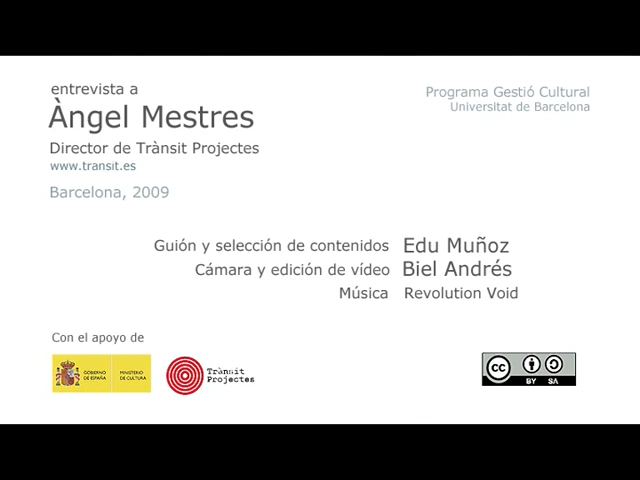 entrevista a
Àngel Mestres
Director de Trànsit Projectes
www.transit.es
Barcelona, 2009
Programa Gestió Cultural
Universitat de Barcelona
Guión y selección de contenidos Edu Muñoz
Cámara y edición de vídeo Biel Andrés
Música Revolution Void
Con el apoyo de
GOBIERNO
DE ESPAÑA
MINISTERIO
DE CULTURA
Trànsit
Projectes
cc
BY SA